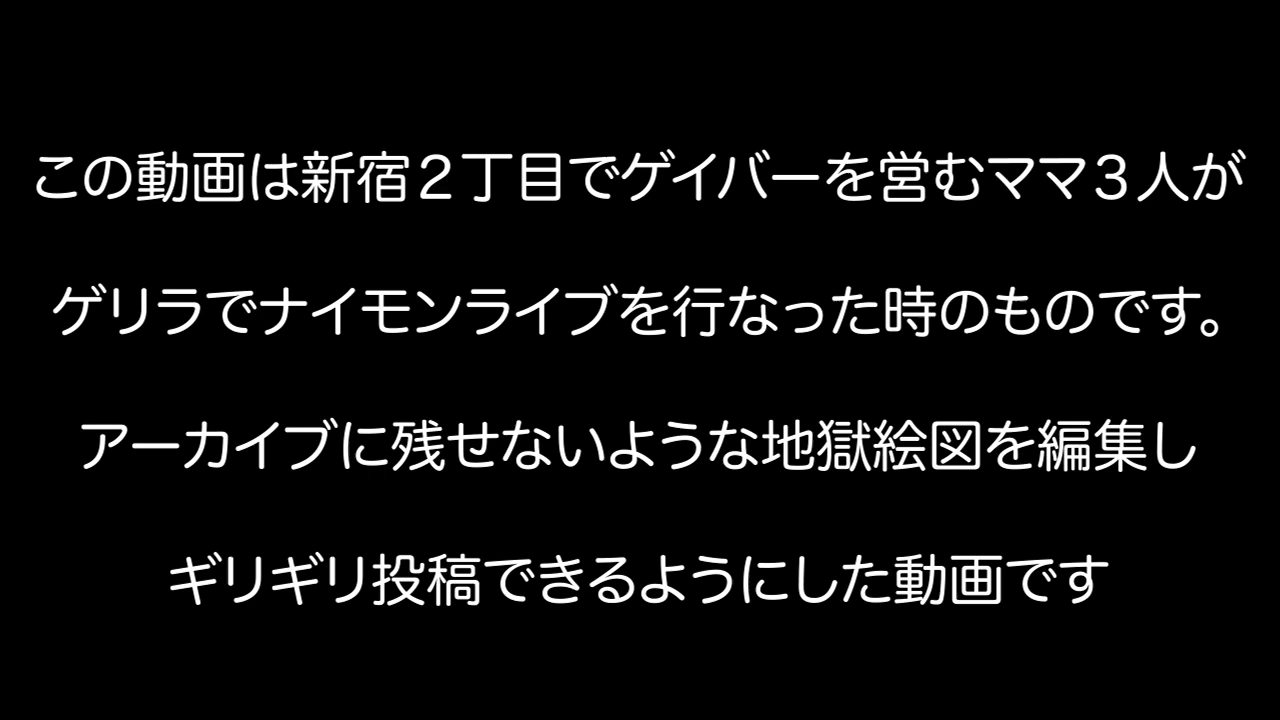 この動画は新宿２丁目でゲイバーを営むママ３人が
ゲリラでナイモンライブを行なった時のものです。
アーカイブに残せないような地獄絵図を編集し
ギリギリ投稿できるようにした動画です